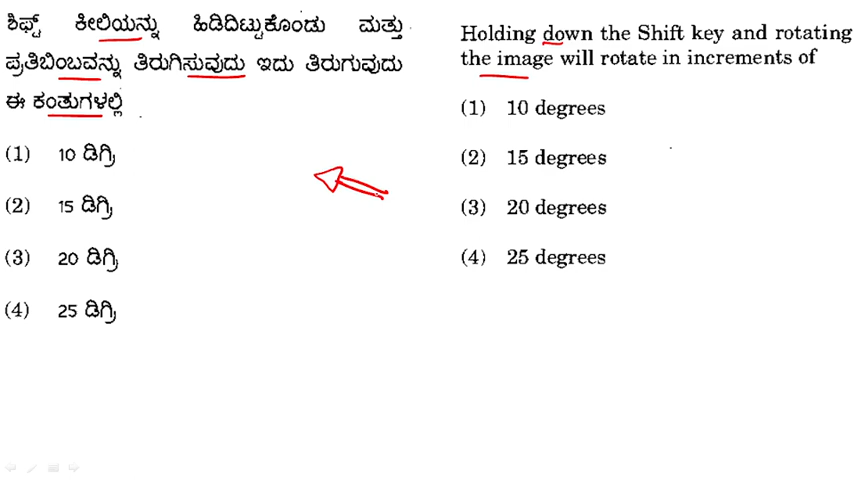 ಶಿಫ್ಟ್ ಕೀಲಿಯನ್ನು ಹಿಡಿದಿಟ್ಟುಕೊಂಡು ಮತ್ತು
ಪ್ರತಿಬಿಂಬವನ್ನು ತಿರುಗಿಸುವುದು ಇದು ತಿರುಗುವುದು
ಈ ಕಂತುಗಳಲ್ಲಿ
(1) 10 ಡಿಗ್ರಿ
(2) 15 ಡಿಗ್ರಿ
(3) 20 ಡಿಗ್ರಿ
(4) 25 ಡಿಗ್ರಿ
Holding down the Shift key and rotating
the image will rotate in increments of
(1) 10 degrees
(2) 15 degrees
(3) 20 degrees
(4) 25 degrees